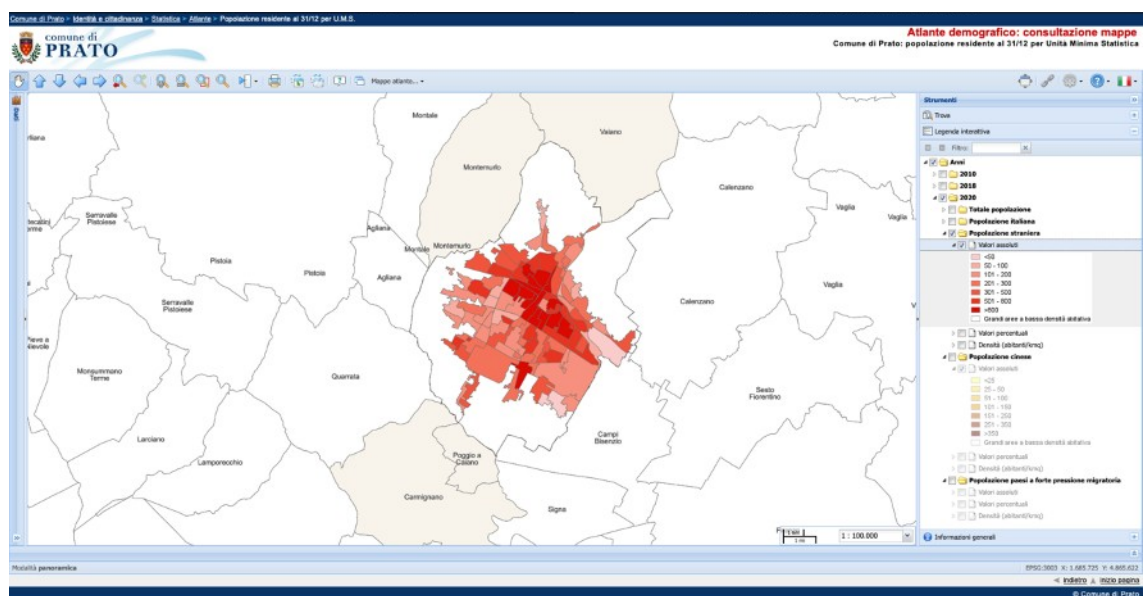 Comune di Prato > Identità e cittadinanza > Statistica > Atlante > Popolazione residente al 31/12 per U.M.S.
comune di
PRATO
Atlante demografico: consultazione mappe
Comune di Prato: popolazione residente al 31/12 per Unità Minima Statistica
Mappe atlante...
Strumenti
Trova
Legenda interattiva
Filtro:
Anni
2010
2018
2020
Totale popolazione
Popolazione italiana
Popolazione straniera
Valori assoluti
<50
50 - 100
101 - 200
201 - 300
301 - 500
501 - 800
>800
Grandi aree a bassa densità abitativa
Valori percentuali
Densità (abitanti/kmq)
Popolazione cinese
Valori assoluti
<25
25 - 50
51 - 100
101 - 150
151 - 250
251 - 350
>350
Grandi aree a bassa densità abitativa
Valori percentuali
Densità (abitanti/kmq)
Popolazione paesi a forte pressione migratoria
Valori assoluti
Valori percentuali
Densità (abitanti/kmq)
Informazioni generali
Montale
Vaiano
Montemurlo
Calenzano
Vaglia
Vaglia
Serravalle
Pistoiese
Agliana
Montale
Montemurlo
Pistoia
Pistoia
Agliana
Calenzano
Vaglia
Serravalle
Pistoiese
Monsummano
Terme
Quarrata
Sesto
Fiorentino
Larciano
Lamporecchio
Campi
Bisenzio
Poggio a
Caiano
Carmignano
Signa
1 : 100.000
Modalità panoramica
EPSG:3003 X: 1.685.725 Y: 4.865.622
indietro
inizio pagina
© Comune di Prato